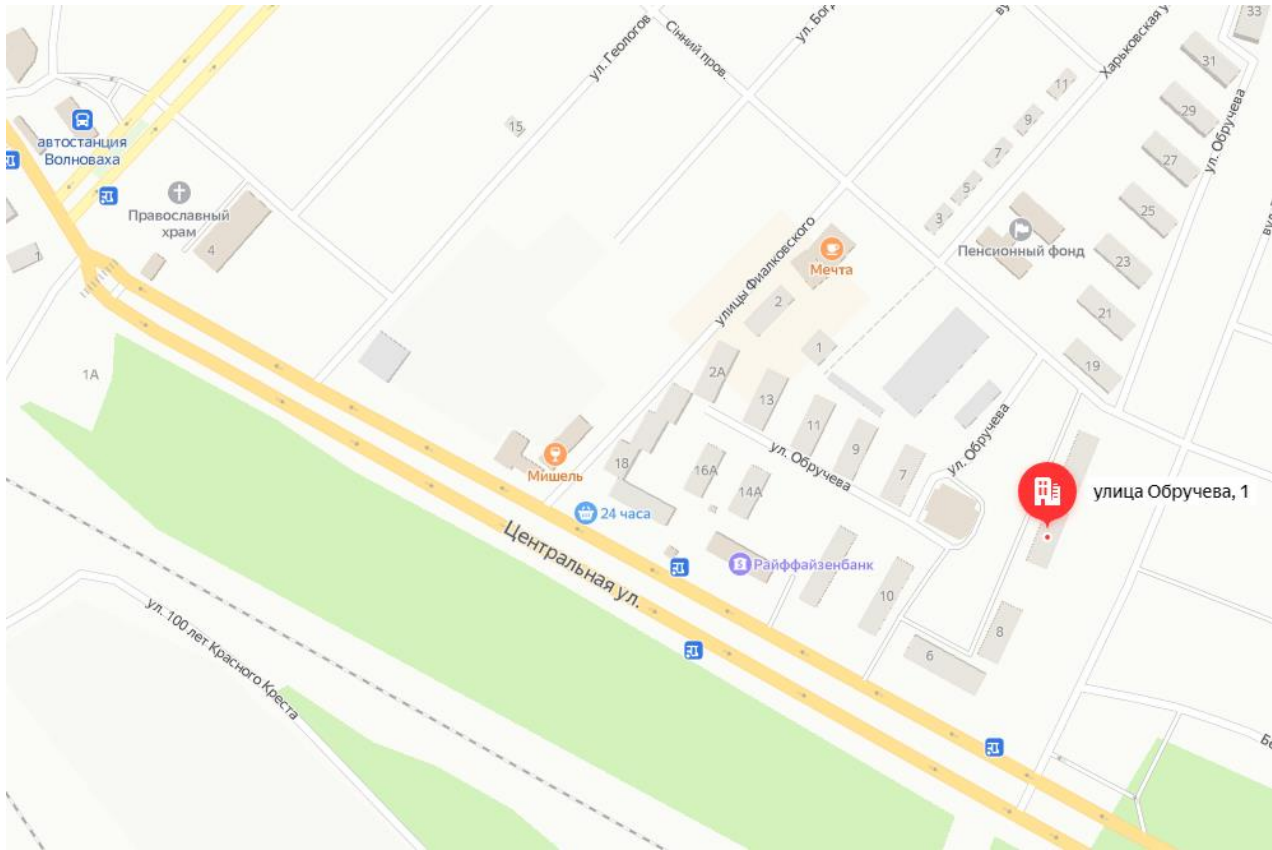 33
ул. Геологов
Сінний пров.
ул. Бог
Харьковская у
31
29
27
25
23
21
19
ул. Обручева
11
9
7
5
3
15
автостанция
Волноваха
Православный
храм
4
1
Пенсионный фонд
Мечта
улицы Фиалковского
2
1
2А
13
11
9
7
ул. Обручева
ул. Обручева
1А
Мишель
18
16А
14А
24 часа
улица Обручева, 1
Центральная ул.
Райффайзенбанк
10
8
6
ул. 100 лет Красного Креста
Бе